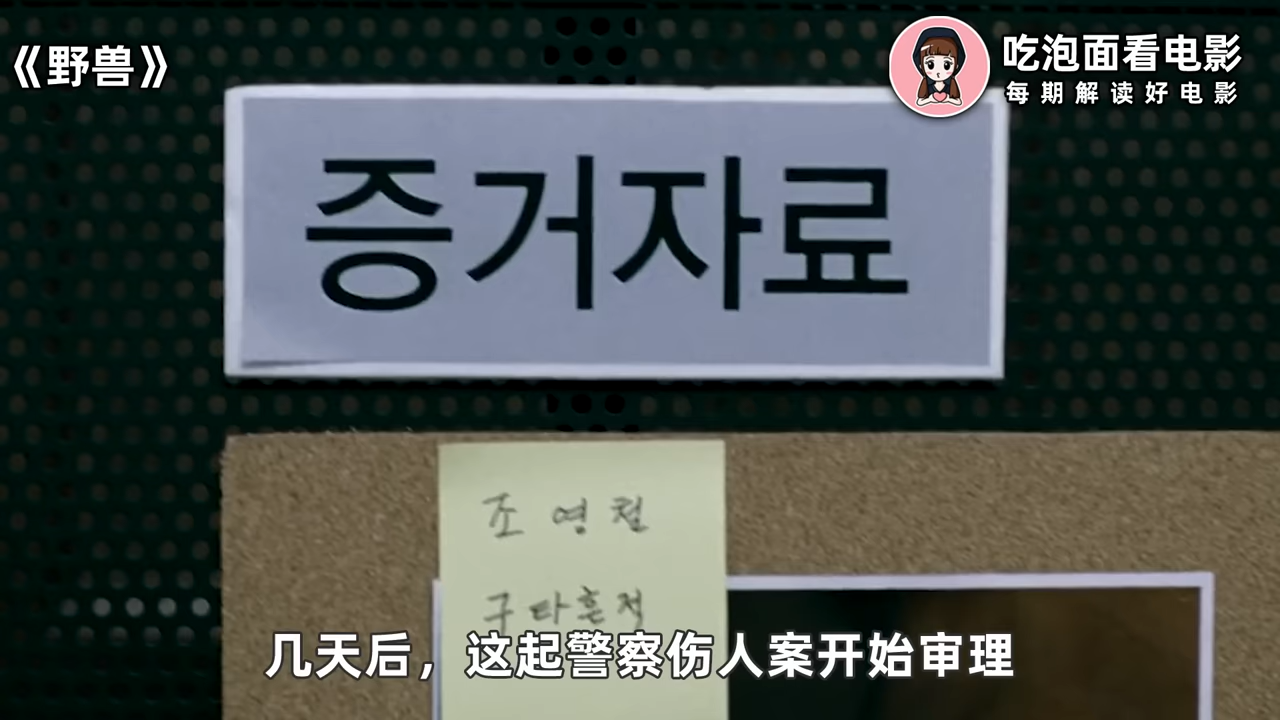 《野兽》
吃泡面看电影
每期解读好电影
증거자료
조영철
구타흔적
几天后，这起警察伤人案开始审理